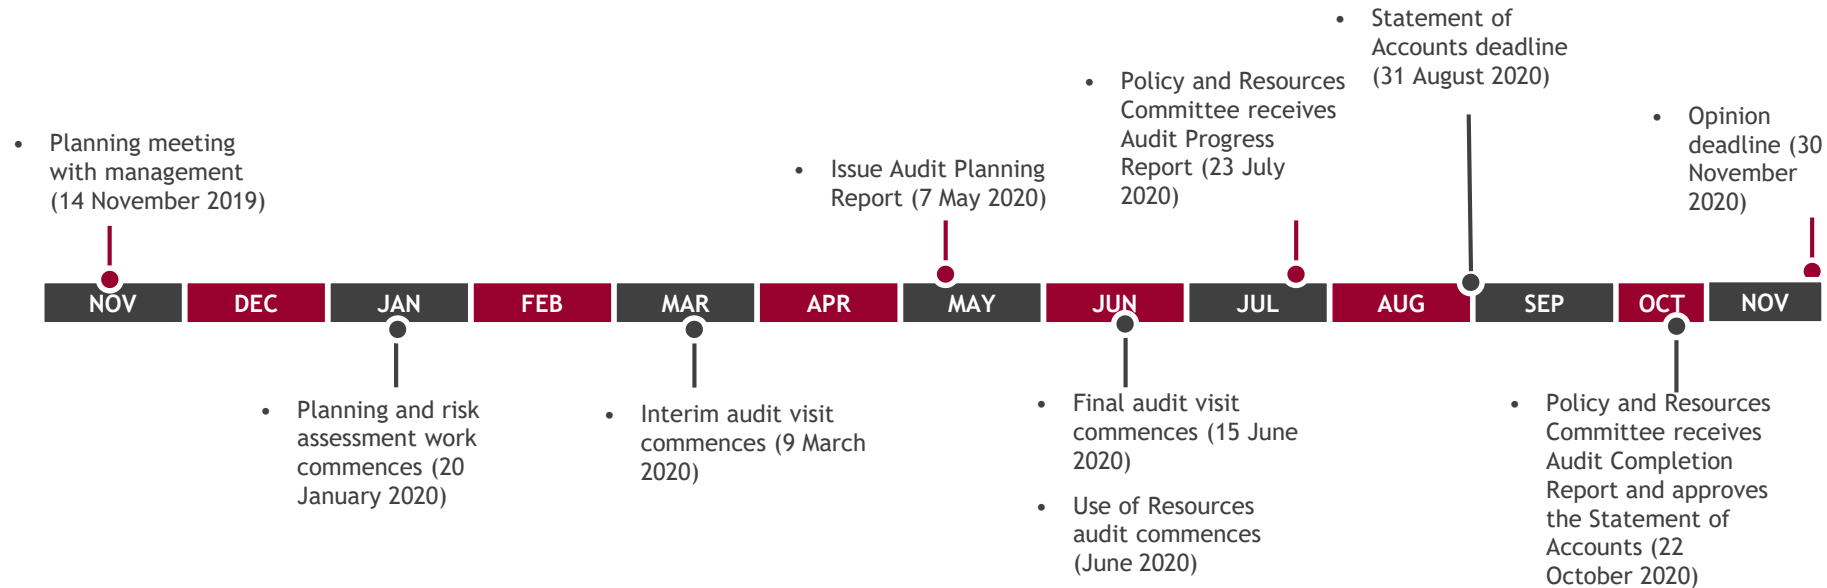 • Statement of
Accounts deadline
(31 August 2020)
• Policy and Resources
Committee receives
Audit Progress
Report (23 July
2020)
• Opinion
deadline (30
November
2020)
• Planning meeting
with management
(14 November 2019)
• Issue Audit Planning
Report (7 May 2020)
NOV DEC JAN FEB MAR APR MAY JUN JUL AUG SEP OCT NOV
• Planning and risk
assessment work
commences (20
January 2020)
• Interim audit visit
commences (9 March
2020)
• Final audit visit
commences (15 June
2020)
• Use of Resources
audit commences
(June 2020)
• Policy and Resources
Committee receives
Audit Completion
Report and approves
the Statement of
Accounts (22
October 2020)